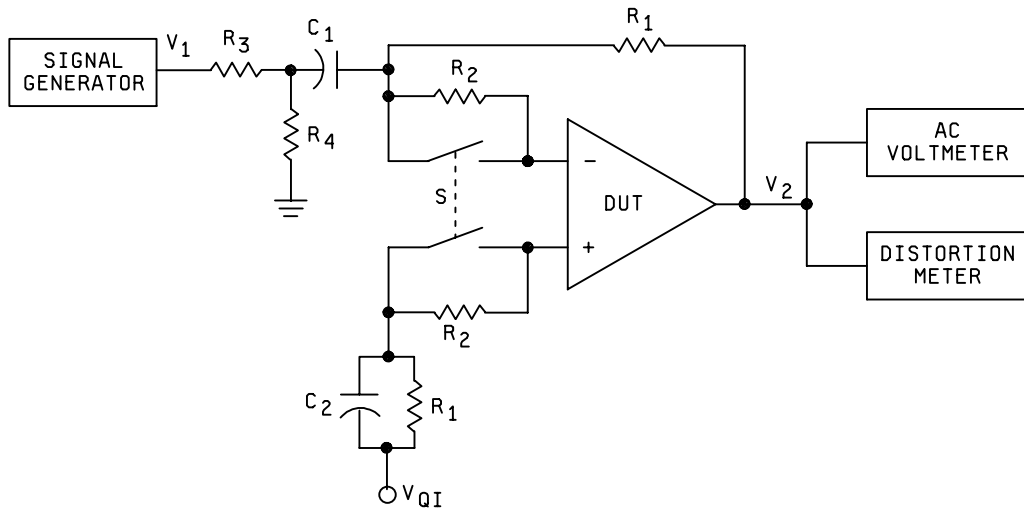 SIGNAL
GENERATOR
V1
R3
C1
R4
R1
R2
S
−
DUT
+
R2
C2
R1
VQI
V2
AC
VOLTMETER
DISTORTION
METER